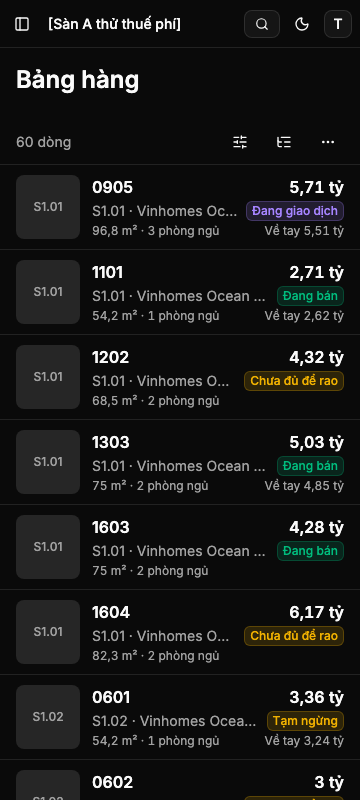 [Sàn A thử thuế phí]
T
Bảng hàng
60 dòng
S1.01
0905
5,71 tỷ
S1.01 · Vinhomes Oc...
Đang giao dịch
96,8 m² · 3 phòng ngủ
Về tay 5,51 tỷ
S1.01
1101
2,71 tỷ
S1.01 · Vinhomes Ocean ...
Đang bán
54,2 m² · 1 phòng ngủ
Về tay 2,62 tỷ
S1.01
1202
4,32 tỷ
S1.01 · Vinhomes O...
Chưa đủ để rao
68,5 m² · 2 phòng ngủ
S1.01
1303
5,03 tỷ
S1.01 · Vinhomes Ocean ...
Đang bán
75 m² · 2 phòng ngủ
Về tay 4,85 tỷ
S1.01
1603
4,28 tỷ
S1.01 · Vinhomes Ocean ...
Đang bán
75 m² · 2 phòng ngủ
S1.01
1604
6,17 tỷ
S1.01 · Vinhomes O...
Chưa đủ để rao
82,3 m² · 2 phòng ngủ
S1.02
0601
3,36 tỷ
S1.02 · Vinhomes Ocea...
Tạm ngừng
54,2 m² · 1 phòng ngủ
Về tay 3,24 tỷ
0602
3 tỷ